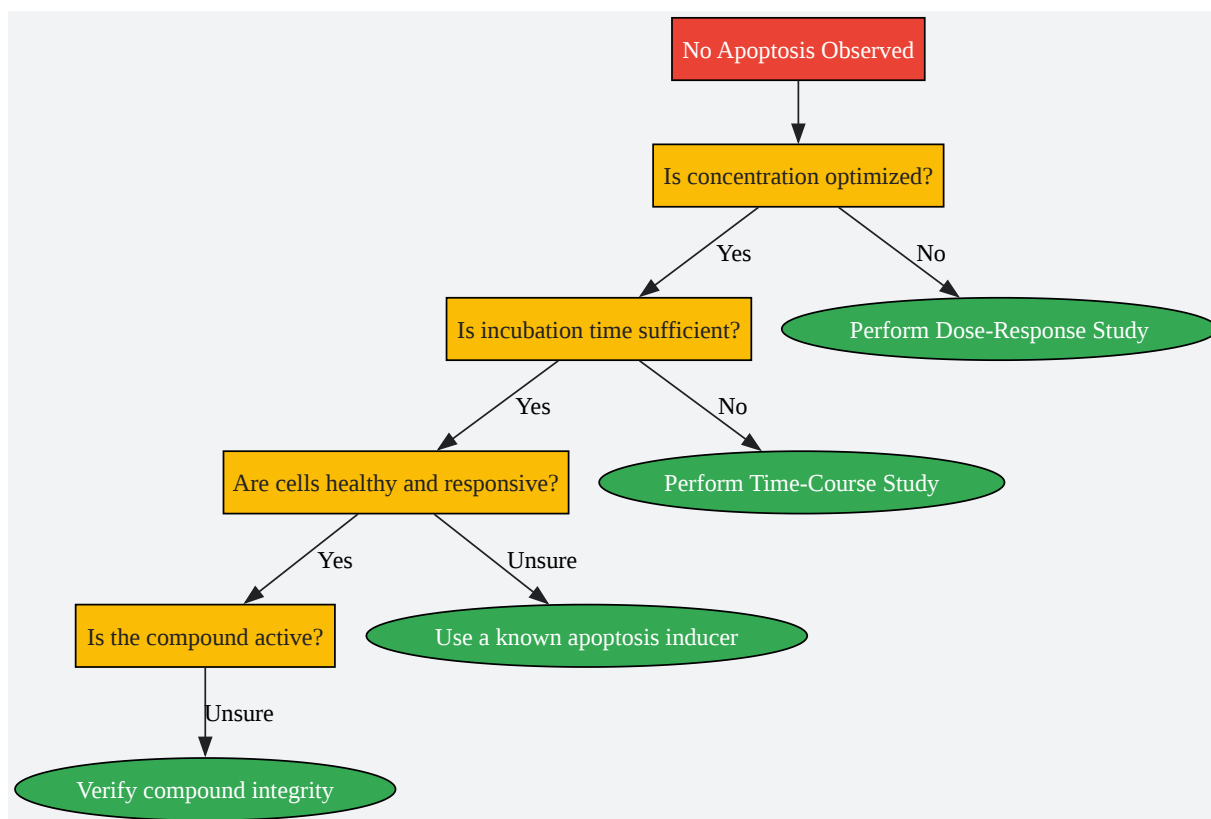 No Apoptosis Observed
Is concentration optimized?
Yes
No
Is incubation time sufficient?
Perform Dose-Response Study
Yes
No
Are cells healthy and responsive?
Perform Time-Course Study
Yes
Unsure
Is the compound active?
Use a known apoptosis inducer
Unsure
Verify compound integrity